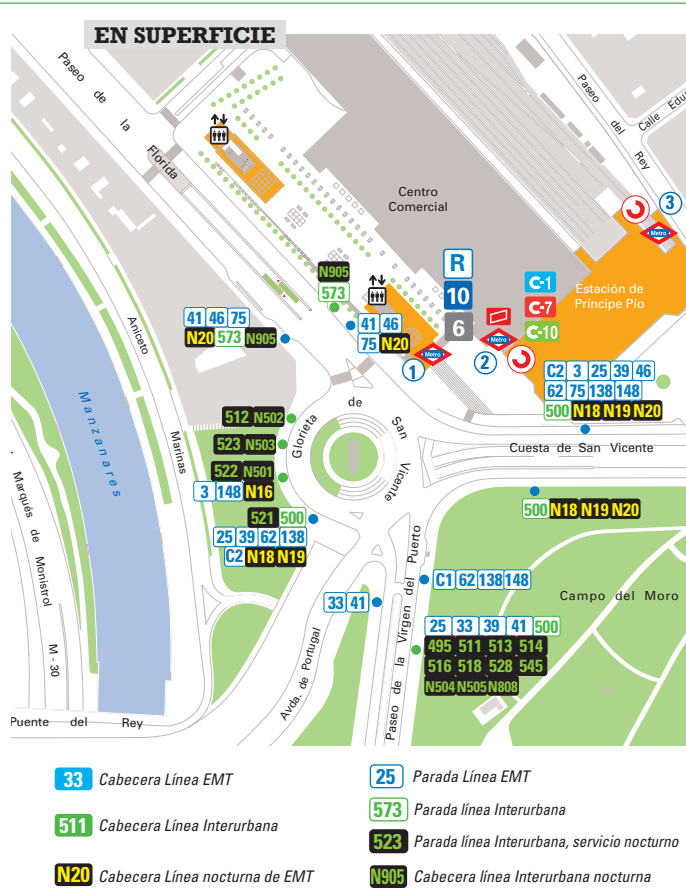 EN SUPERFICIE
Paseo de la Florida
Paseo del Rey
Calle Edu
Centro
Comercial
3
Metro
Estación de
Príncipe Pío
R
10
6
C-1
C-7
C-10
Metro
2
Metro
1
N905
573
41 46
75 N20
41 46 75
N20 573 N905
C2 3 25 39 46
62 75 138 148
500 N18 N19 N20
Cuesta de San Vicente
500 N18 N19 N20
Glorieta de San Vicente
512 N502
523 N503
522 N501
3 148 N16
521 500
25 39 62 138
C2 N18 N19
Aniceto Marinas
Manzanares
Marqués de Monistrol
M-30
Puente del Rey
33 41
Avda. de Portugal
Paseo de la Virgen del Puerto
C1 62 138 148
Campo del Moro
25 33 39 41 500
495 511 513 514
516 518 528 545
N504 N505 N808
33 Cabecera Línea EMT
511 Cabecera Línea Interurbana
N20 Cabecera Línea nocturna de EMT
25 Parada Línea EMT
573 Parada línea Interurbana
523 Parada línea Interurbana, servicio nocturno
N905 Cabecera línea Interurbana nocturna